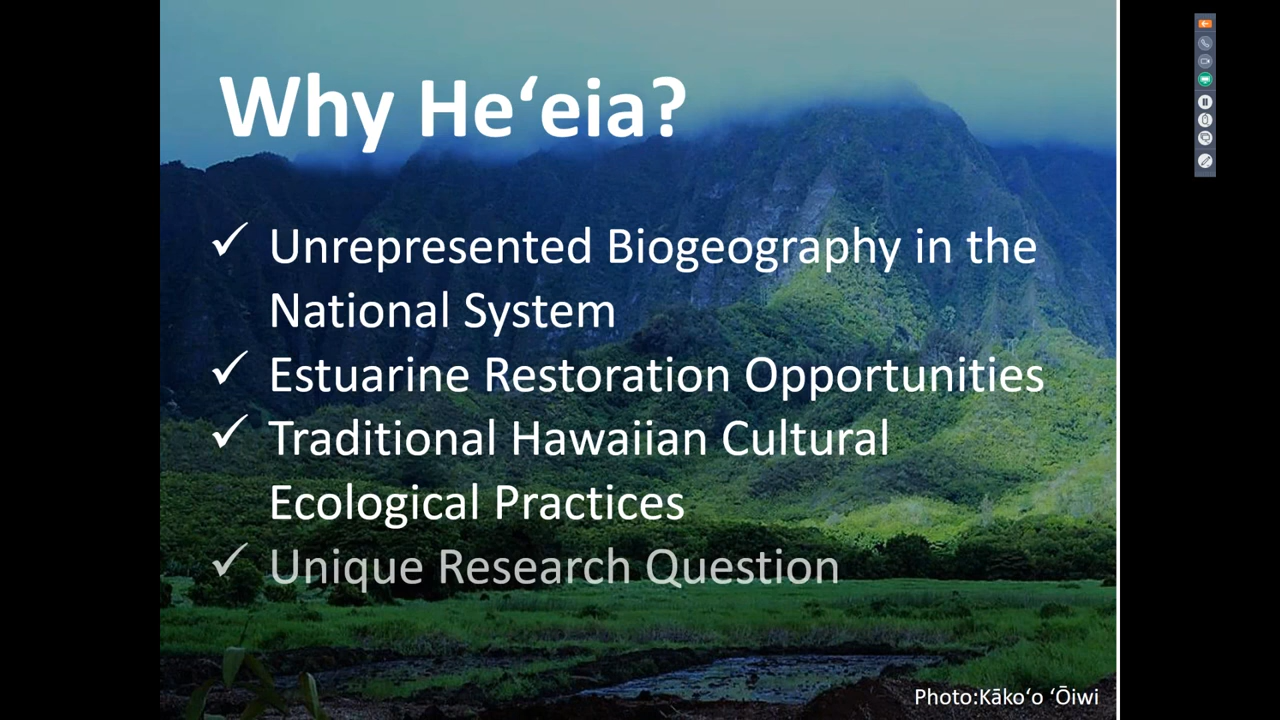 Why Heʻeia?
✓ Unrepresented Biogeography in the
National System
✓ Estuarine Restoration Opportunities
✓ Traditional Hawaiian Cultural
Ecological Practices
✓ Unique Research Question
Photo:Kākoʻo ʻŌiwi